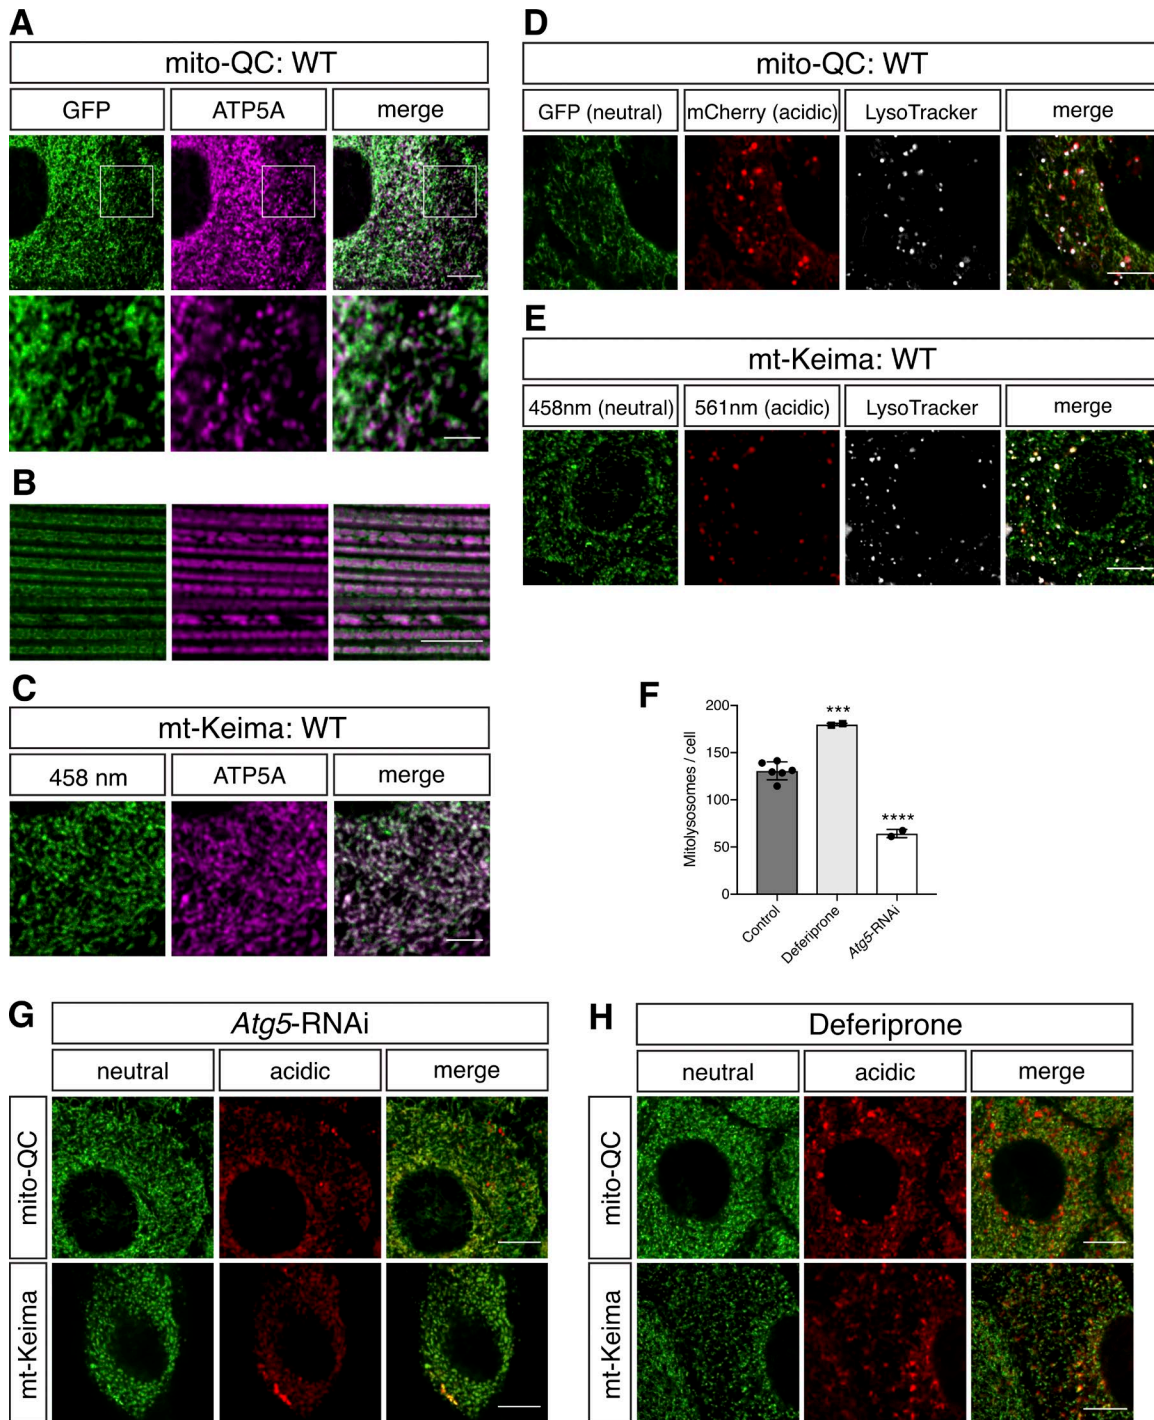 A
mito-QC: WT
GFP
ATP5A
merge
B
C
mt-Keima: WT
458 nm
ATP5A
merge
D
mito-QC: WT
GFP (neutral)
mCherry (acidic)
LysoTracker
merge
E
mt-Keima: WT
458nm (neutral)
561nm (acidic)
LysoTracker
merge
F
Mitolysosomes / cell
200
150
100
50
0
***
****
Control
Deferiprone
Atg5-RNAi
G
Atg5-RNAi
neutral
acidic
merge
mito-QC
mt-Keima
H
Deferiprone
neutral
acidic
merge
mito-QC
mt-Keima